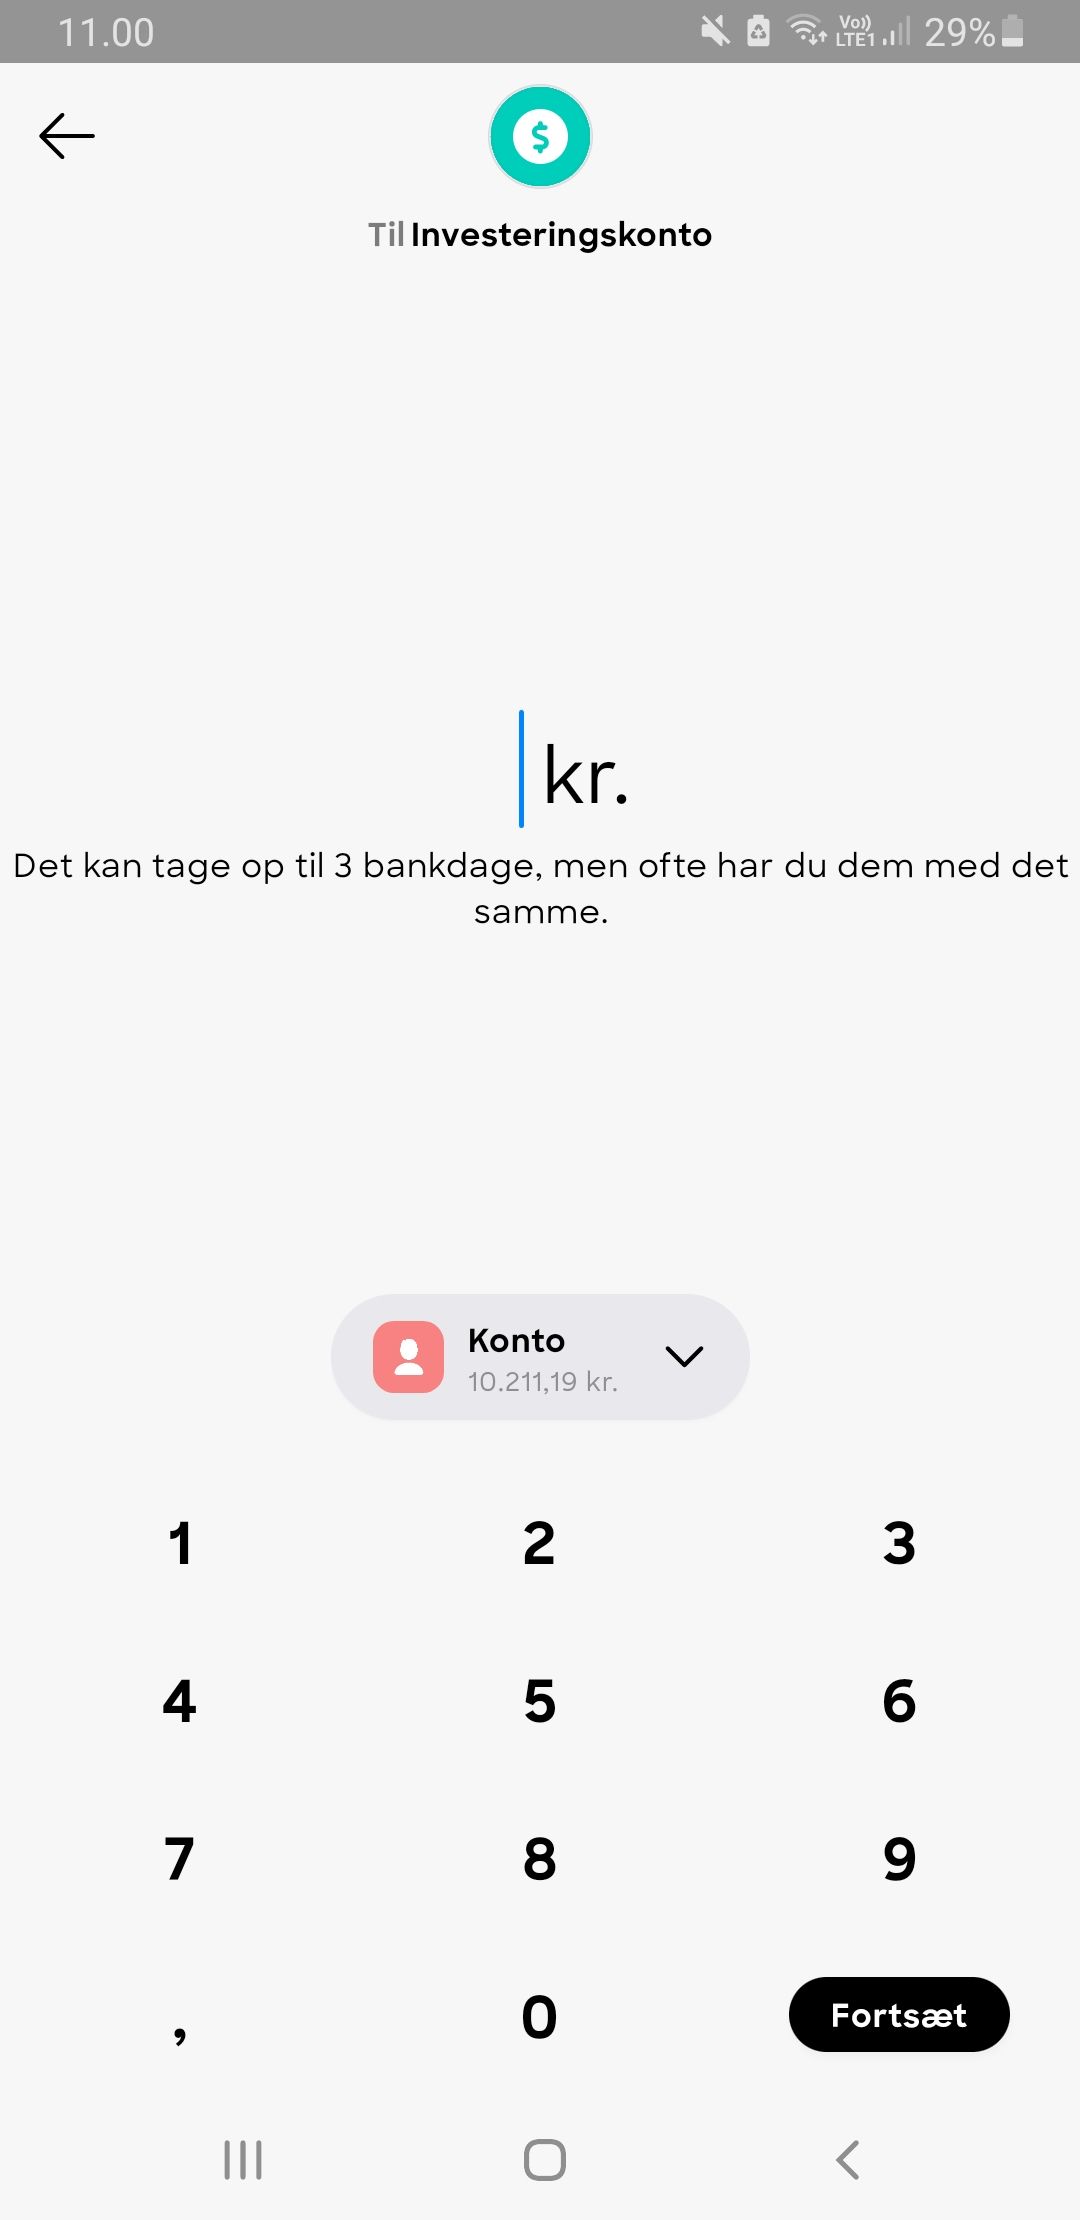 11.00
Vo))
LTE1
29%
$
Til Investeringskonto
kr.
Det kan tage op til 3 bankdage, men ofte har du dem med det
samme.
Konto
10.211,19 kr.
1 2 3
4 5 6
7 8 9
, 0 Fortsæt